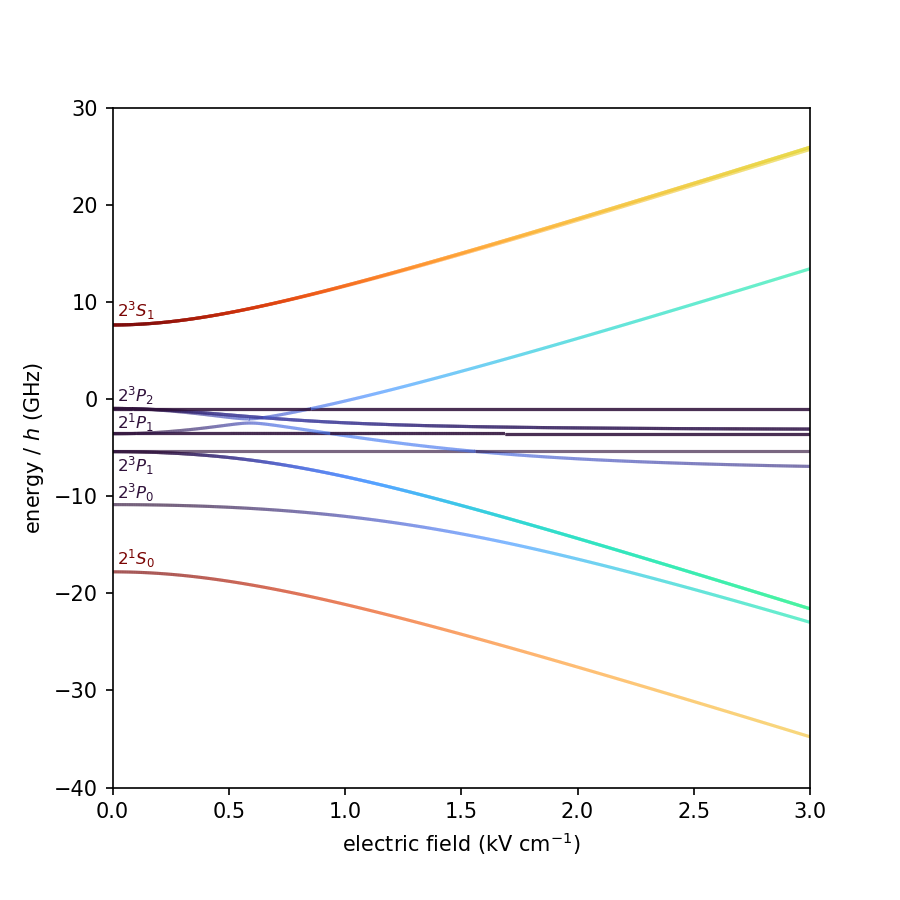 30
20
10
0
−10
−20
−30
−40
energy / h (GHz)
2³S₁
2³P₂
2¹P₁
2³P₁
2³P₀
2¹S₀
0.0 0.5 1.0 1.5 2.0 2.5 3.0
electric field (kV cm⁻¹)